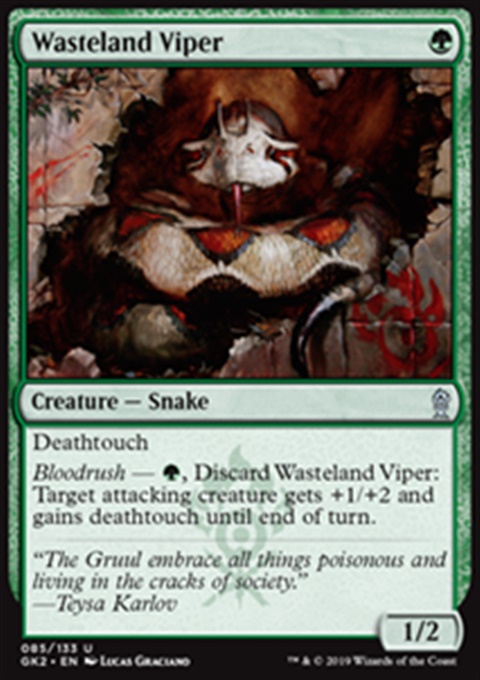 Wasteland Viper
Creature — Snake
Deathtouch
Bloodrush — , Discard Wasteland Viper:
Target attacking creature gets +1/+2 and
gains deathtouch until end of turn.
“The Gruul embrace all things poisonous and
living in the cracks of society.”
—Teysa Karlov
1/2
085/133 U
GK2 • EN Lucas Graciano
™ & © 2019 Wizards of the Coast